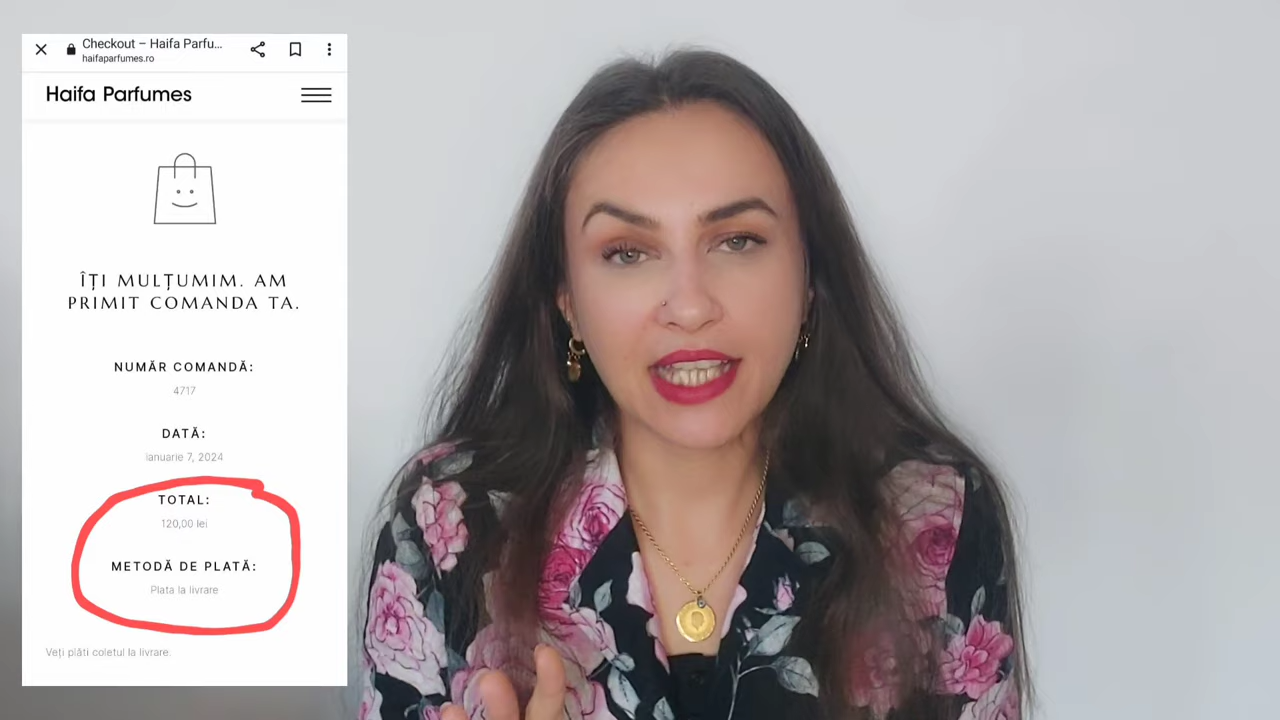 Checkout – Haifa Parfu...
haifaparfumes.ro
Haifa Parfumes
ÎȚI MULȚUMIM. AM
PRIMIT COMANDA TA.
NUMĂR COMANDĂ:
4717
DATĂ:
ianuarie 7, 2024
TOTAL:
120,00 lei
METODĂ DE PLATĂ:
Plata la livrare
Veți plăti coletul la livrare.